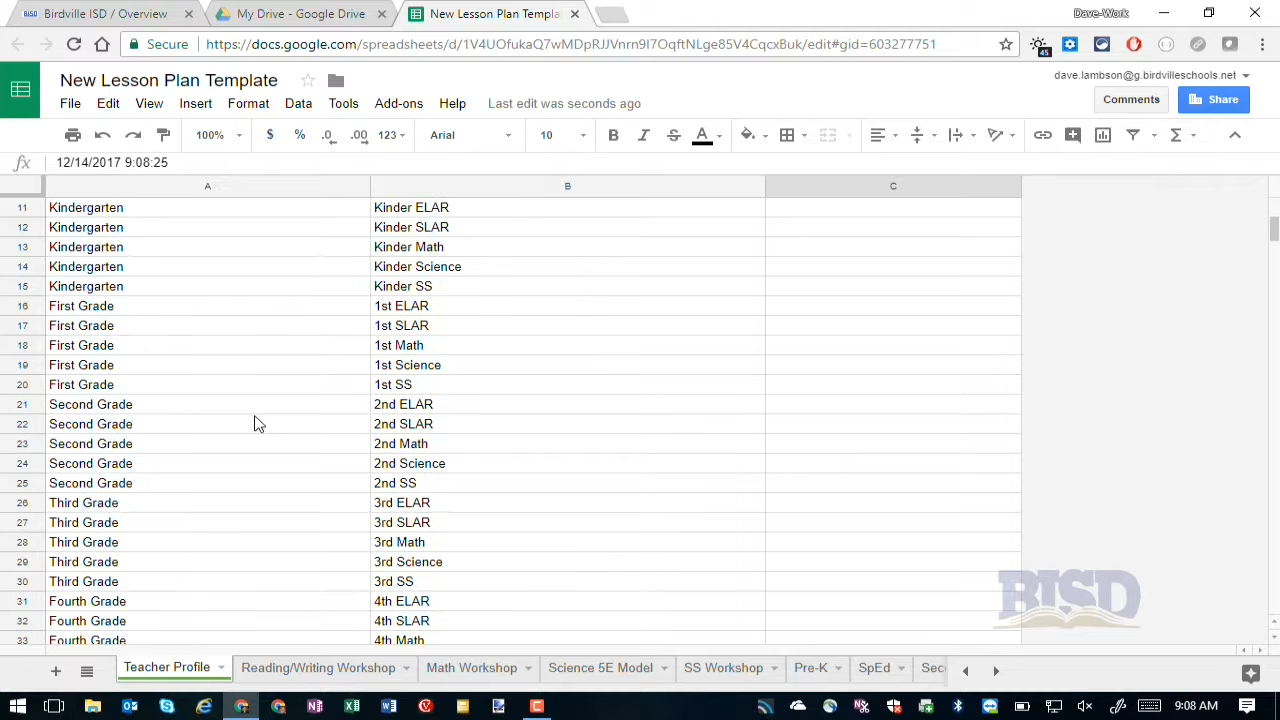 BISD Birdville ISD / Overview
My Drive - Google Drive
New Lesson Plan Templa
Dave-Work
Secure
45
New Lesson Plan Template
dave.lambson@g.birdvilleschools.net
File Edit View Insert Format Data Tools Add-ons Help Last edit was seconds ago
Comments
Share
100% $ % .0 .00 123 Arial 10 B I S A Σ
fx 12/14/2017 9:08:25
A B C
11 Kindergarten Kinder ELAR
12 Kindergarten Kinder SLAR
13 Kindergarten Kinder Math
14 Kindergarten Kinder Science
15 Kindergarten Kinder SS
16 First Grade 1st ELAR
17 First Grade 1st SLAR
18 First Grade 1st Math
19 First Grade 1st Science
20 First Grade 1st SS
21 Second Grade 2nd ELAR
22 Second Grade 2nd SLAR
23 Second Grade 2nd Math
24 Second Grade 2nd Science
25 Second Grade 2nd SS
26 Third Grade 3rd ELAR
27 Third Grade 3rd SLAR
28 Third Grade 3rd Math
29 Third Grade 3rd Science
30 Third Grade 3rd SS
31 Fourth Grade 4th ELAR
32 Fourth Grade 4th SLAR
33 Fourth Grade 4th Math
BISD
Teacher Profile Reading/Writing Workshop Math Workshop Science 5E Model SS Workshop Pre-K SpEd Sec
9:08 AM